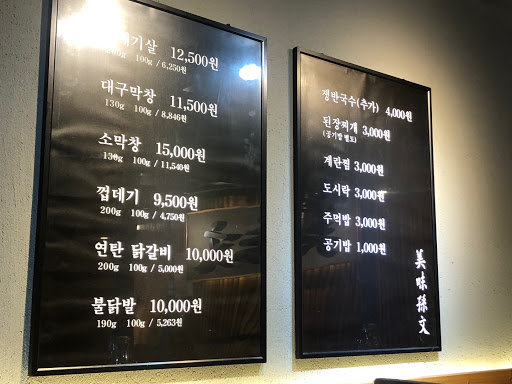 12,500원
100g / 6,250원
대구막창 11,500원
130g 100g / 8,846원
소막창 15,000원
130g 100g / 11,540원
껍데기 9,500원
200g 100g / 4,750원
연탄 닭갈비 10,000원
200g 100g / 5,000원
불닭발 10,000원
190g 100g / 5,263원
쟁반국수(추가) 4,000원
된장찌개 3,000원
(공기밥 별도)
계란찜 3,000원
도시락 3,000원
주먹밥 3,000원
공기밥 1,000원
美味孫文